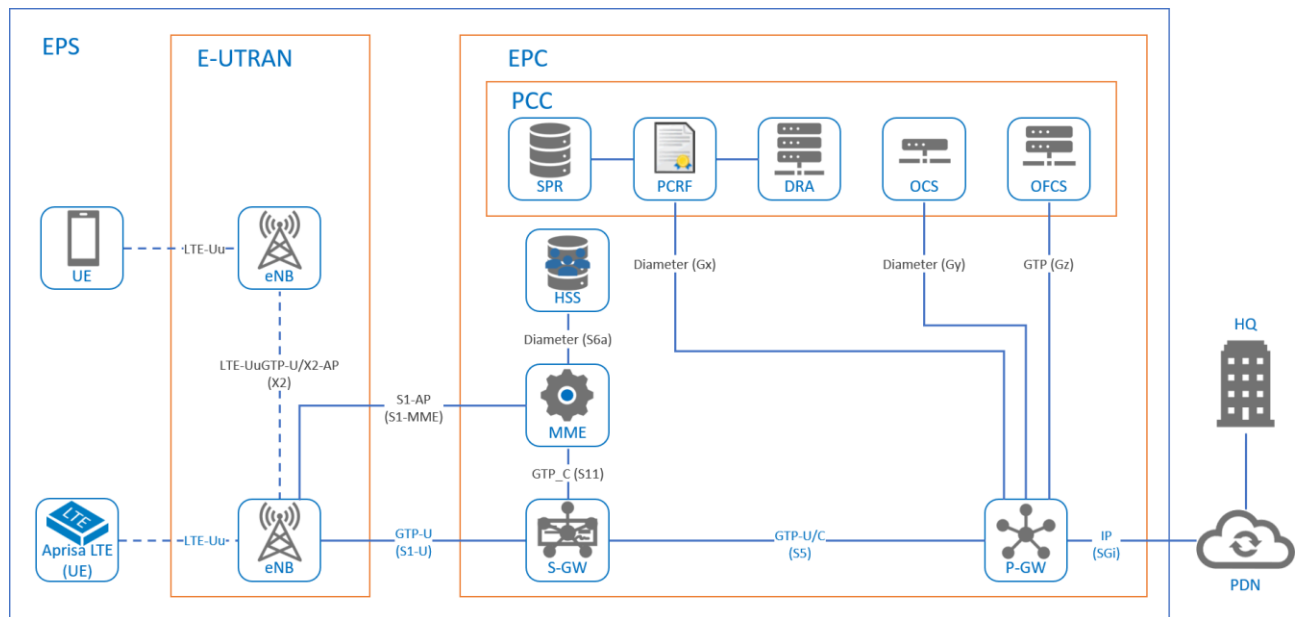 EPS
E-UTRAN
EPC
PCC
SPR
PCRF
DRA
OCS
OFCS
UE
LTE-Uu
eNB
HSS
Diameter (Gx)
Diameter (Gy)
GTP (Gz)
Diameter (S6a)
HQ
LTE-UuGTP-U/X2-AP
(X2)
S1-AP
(S1-MME)
MME
GTP_C (S11)
LTE
Aprisa LTE
(UE)
LTE-Uu
eNB
GTP-U
(S1-U)
S-GW
GTP-U/C
(S5)
P-GW
IP
(SGi)
PDN